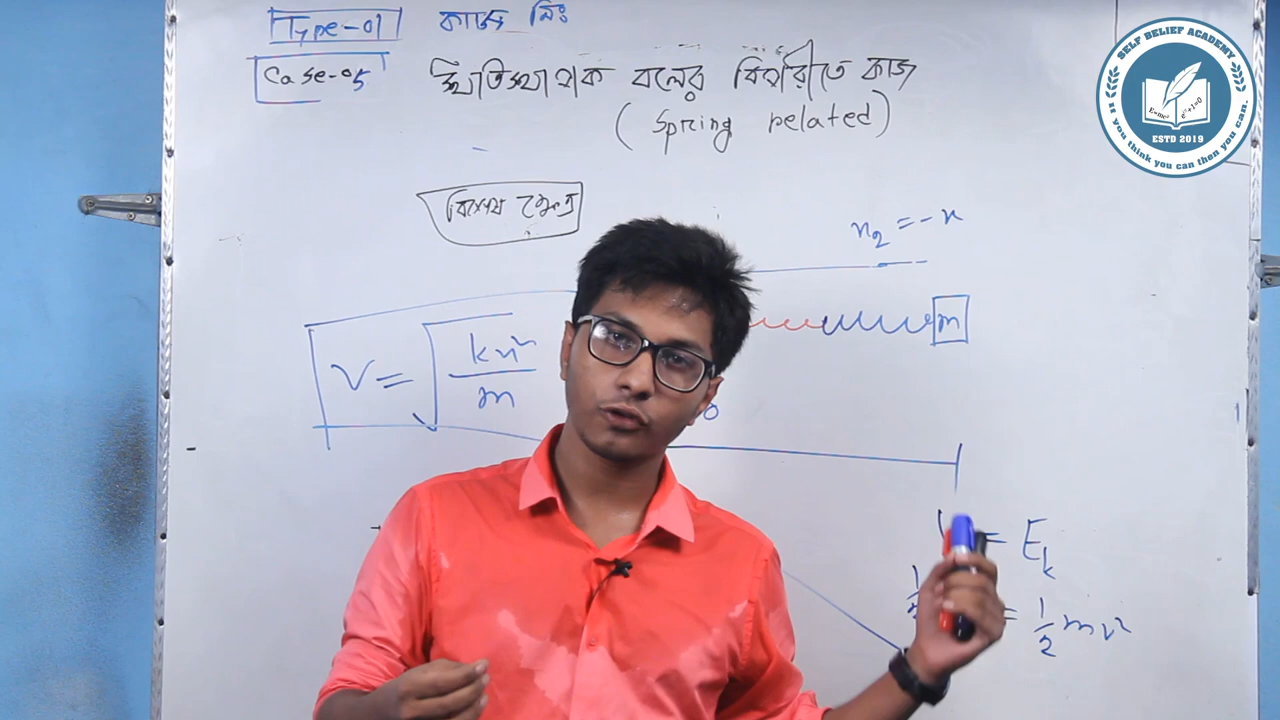 Type-01 কাজ নিঃ
Case-05 স্থিতিস্থাপক বলের বিপরীতে কাজ
(Spring related)
বিশেষ ক্ষেত্র
x₂ = -x
m
V = √(kx²/m)
= Eₖ
= ½mv²
SELF BELIEF ACADEMY
E=mc²
ESTD 2019
If you think you can then you can.